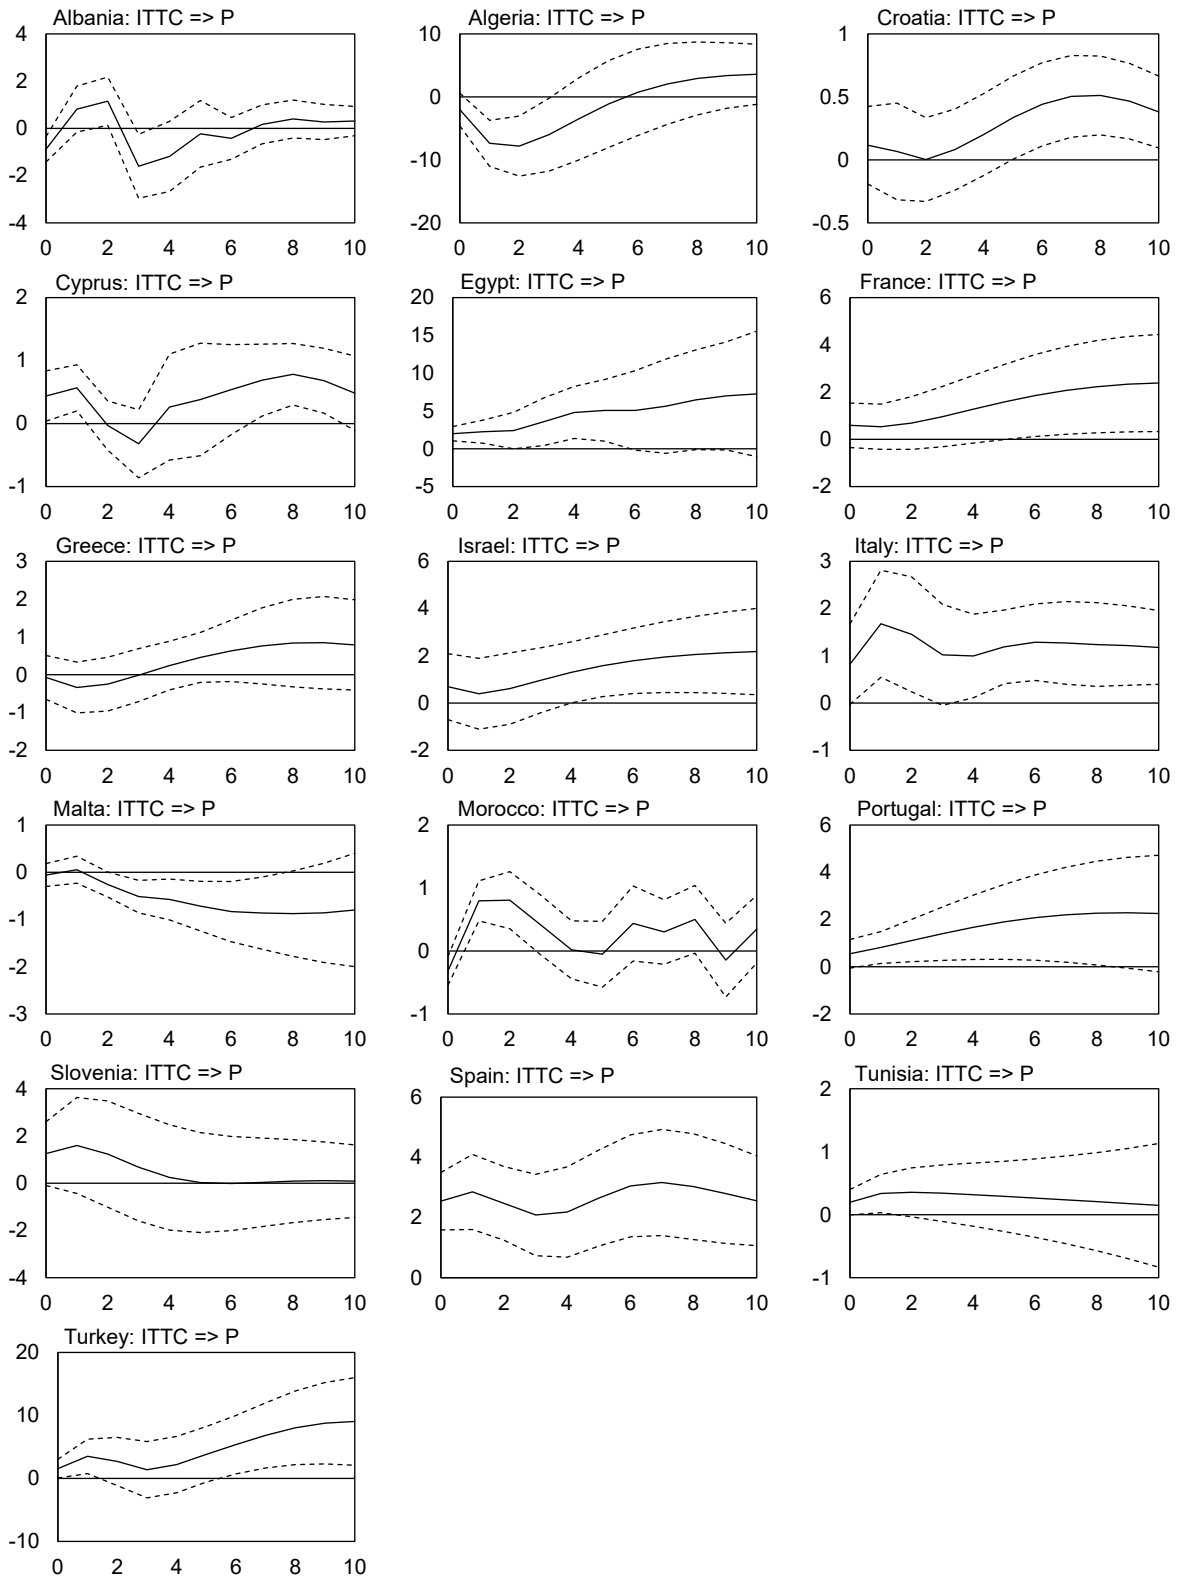 Albania: ITTC => P
4
2
0
-2
-4
0 2 4 6 8 10
Algeria: ITTC => P
10
0
-10
-20
0 2 4 6 8 10
Croatia: ITTC => P
1
0.5
0
-0.5
0 2 4 6 8 10
Cyprus: ITTC => P
2
1
0
-1
0 2 4 6 8 10
Egypt: ITTC => P
20
15
10
5
0
-5
0 2 4 6 8 10
France: ITTC => P
6
4
2
0
-2
0 2 4 6 8 10
Greece: ITTC => P
3
2
1
0
-1
-2
0 2 4 6 8 10
Israel: ITTC => P
6
4
2
0
-2
0 2 4 6 8 10
Italy: ITTC => P
3
2
1
0
-1
0 2 4 6 8 10
Malta: ITTC => P
1
0
-1
-2
-3
0 2 4 6 8 10
Morocco: ITTC => P
2
1
0
-1
0 2 4 6 8 10
Portugal: ITTC => P
6
4
2
0
-2
0 2 4 6 8 10
Slovenia: ITTC => P
4
2
0
-2
-4
0 2 4 6 8 10
Spain: ITTC => P
6
4
2
0
0 2 4 6 8 10
Tunisia: ITTC => P
2
1
0
-1
0 2 4 6 8 10
Turkey: ITTC => P
20
10
0
-10
0 2 4 6 8 10